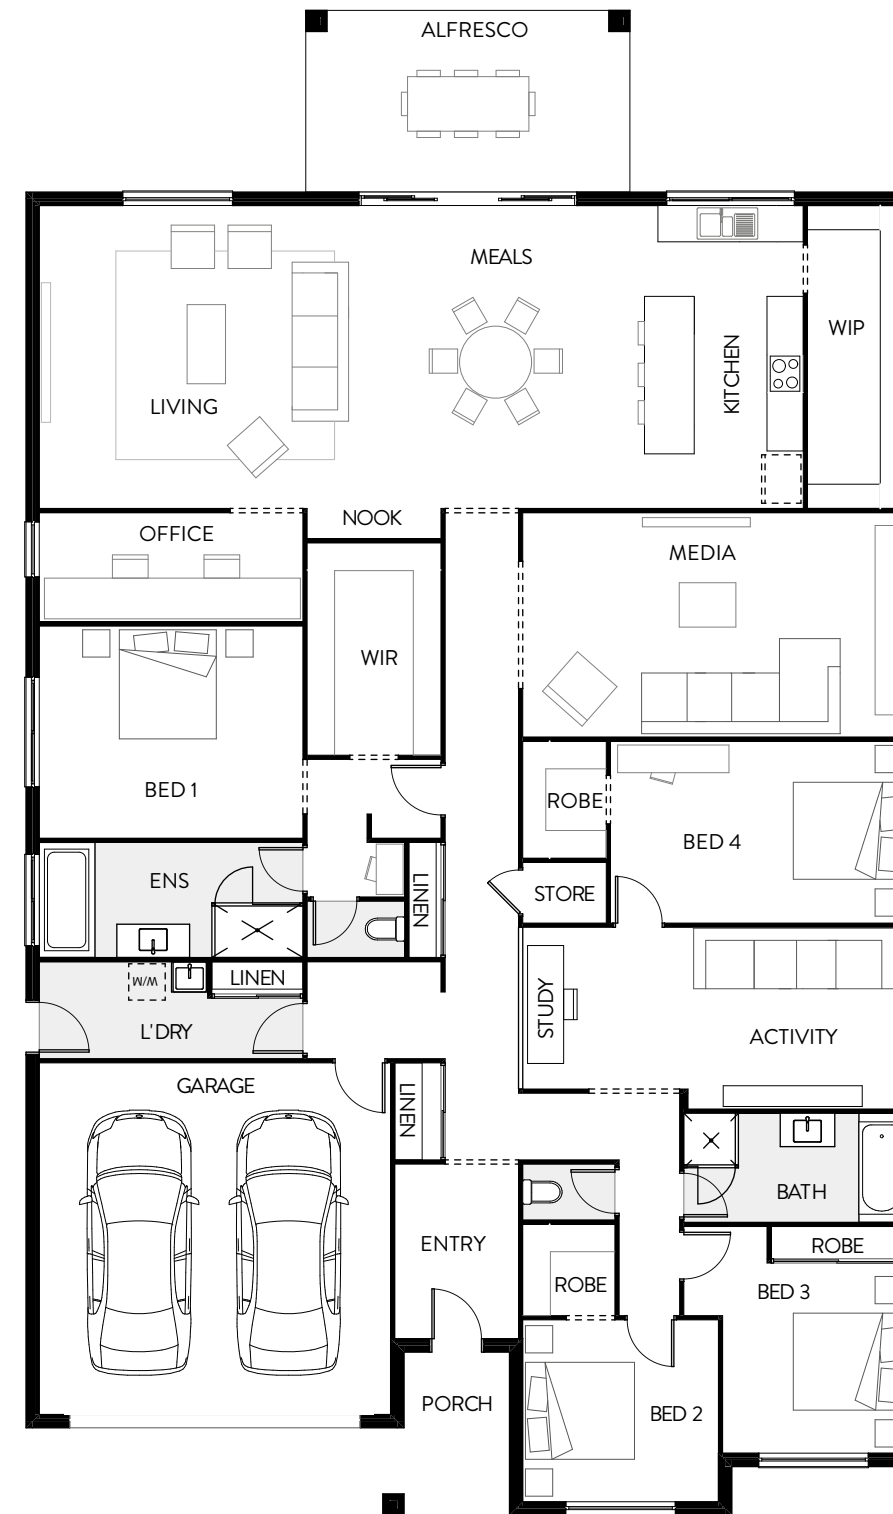 ALFRESCO
MEALS
WIP
KITCHEN
LIVING
NOOK
OFFICE
MEDIA
WIR
BED 1
ROBE
BED 4
ENS
LINEN
STORE
LINEN
W/M
STUDY
L'DRY
ACTIVITY
GARAGE
LINEN
BATH
ENTRY
ROBE
ROBE
BED 3
PORCH
BED 2